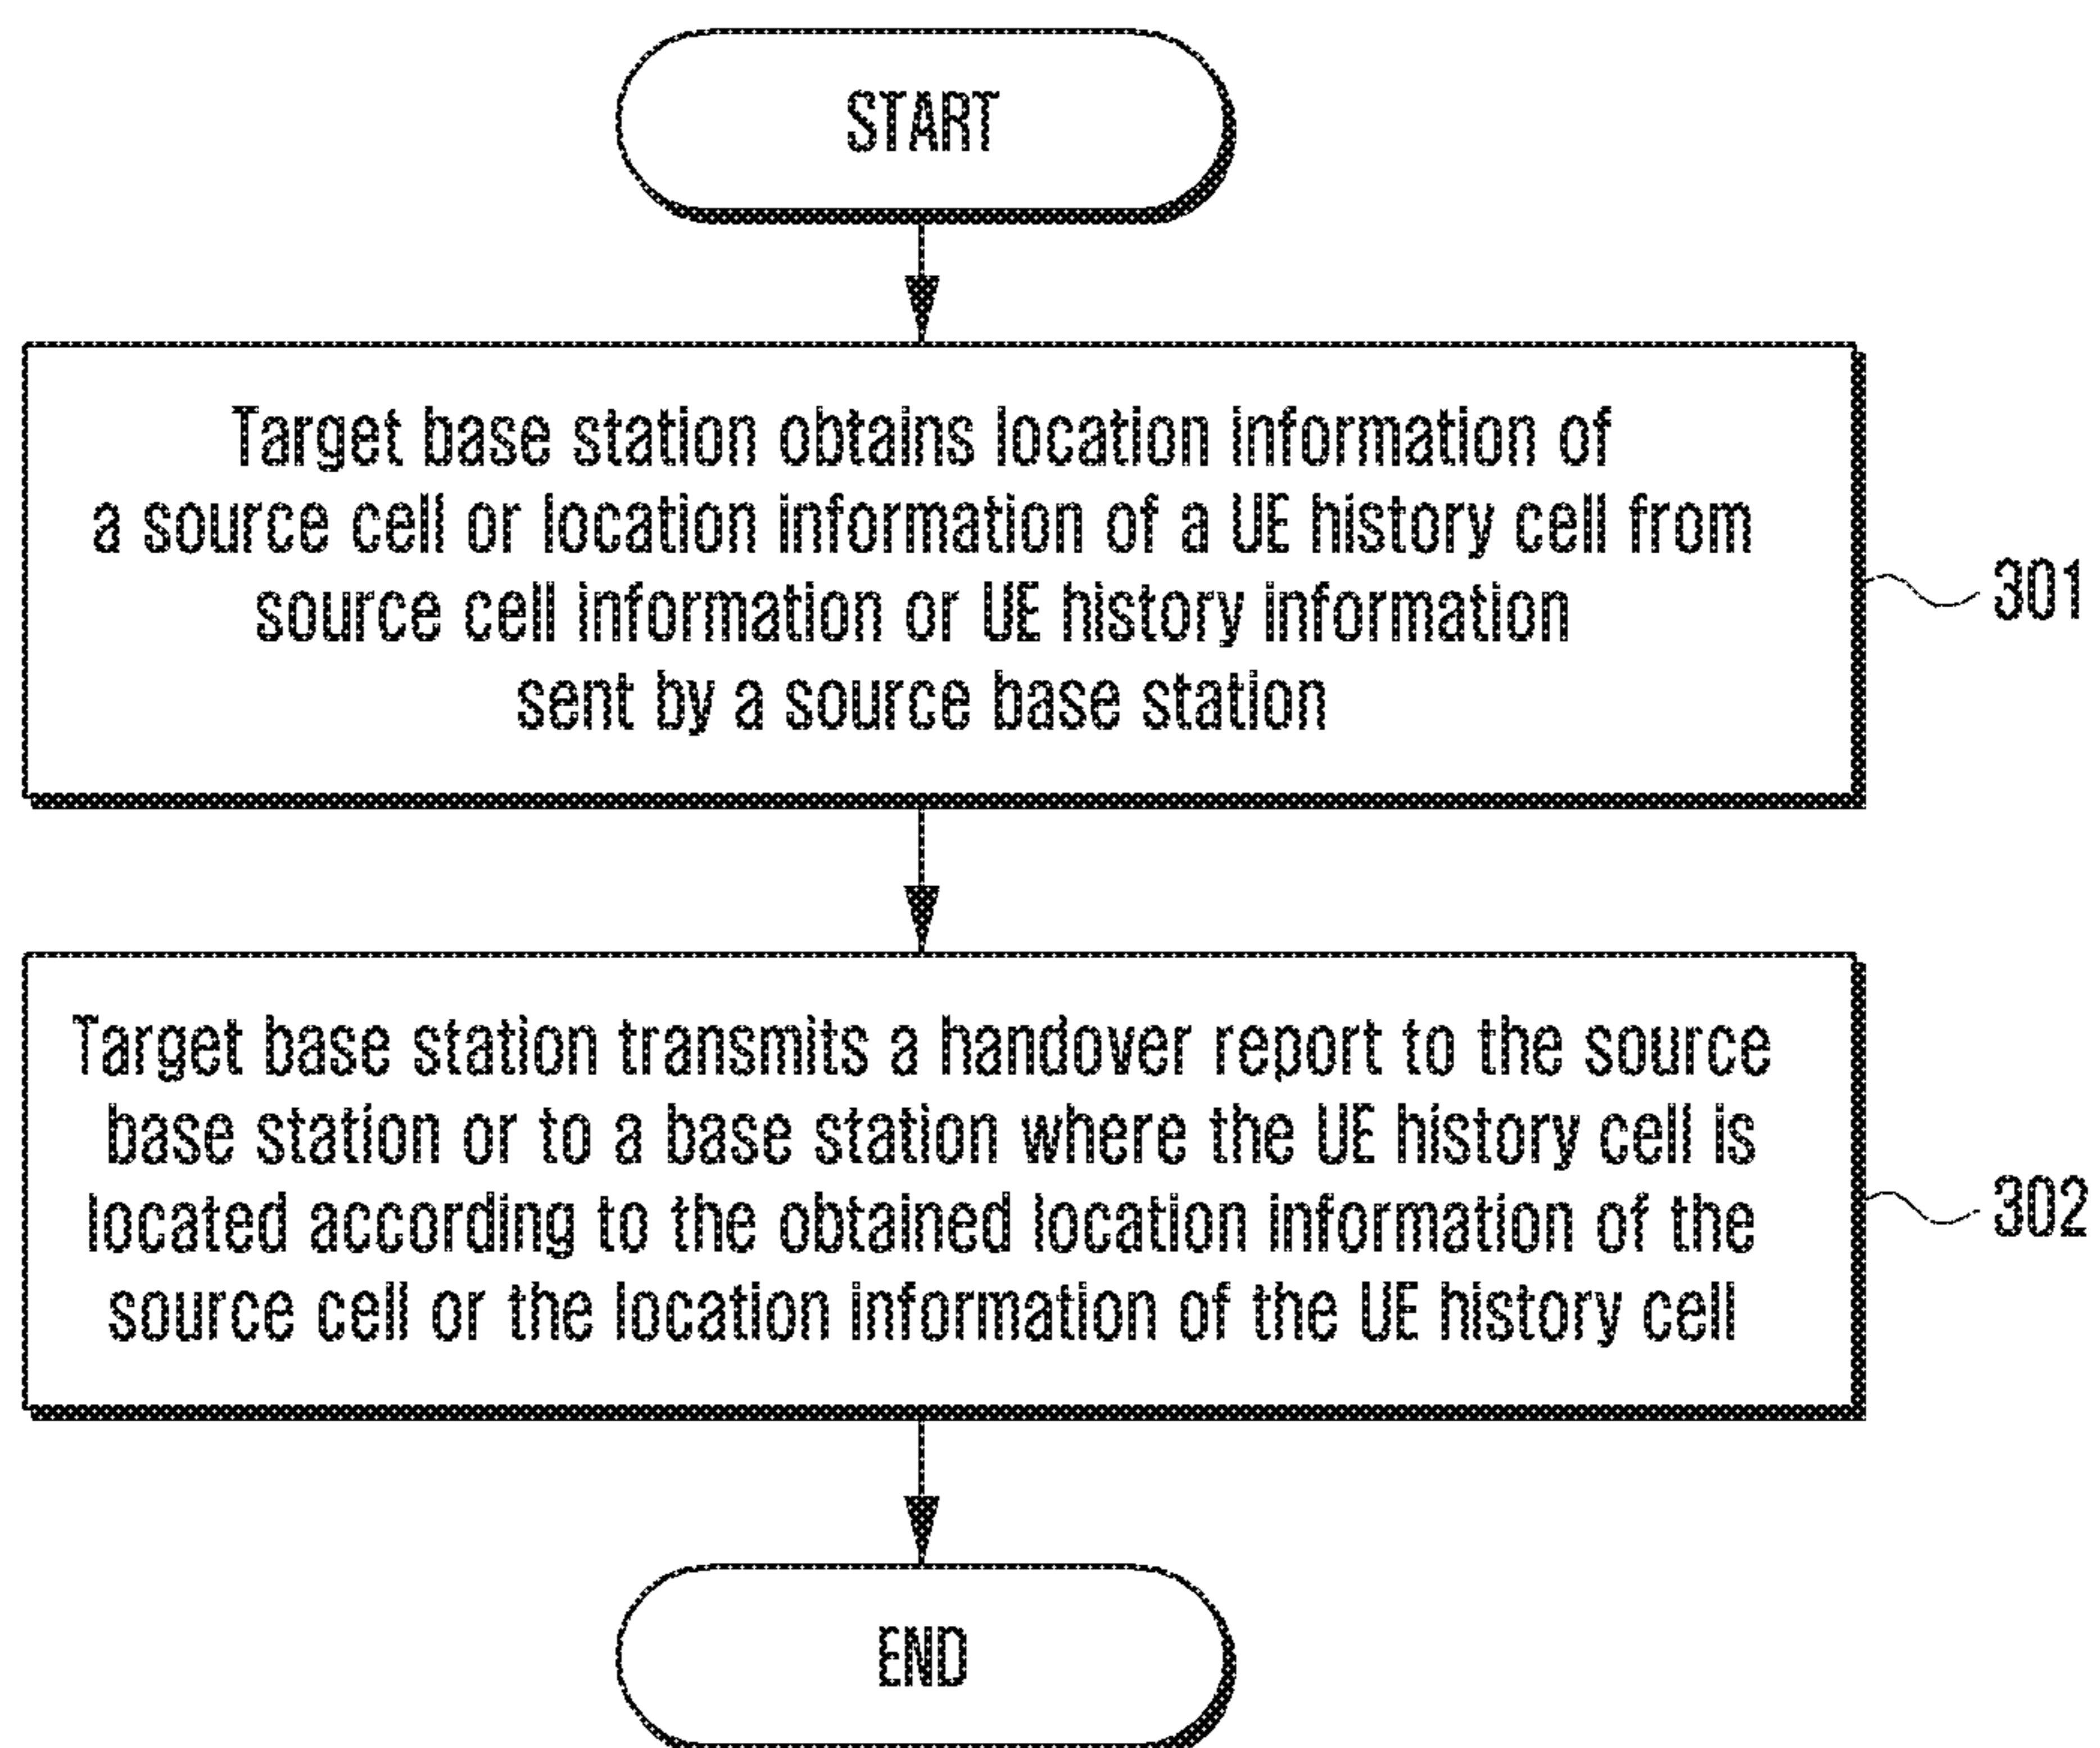 START
Target base station obtains location information of
a source cell or location information of a UE history cell from
source cell information or UE history information
sent by a source base station
301
Target base station transmits a handover report to the source
base station or to a base station where the UE history cell is
located according to the obtained location information of the
source cell or the location information of the UE history cell
302
END